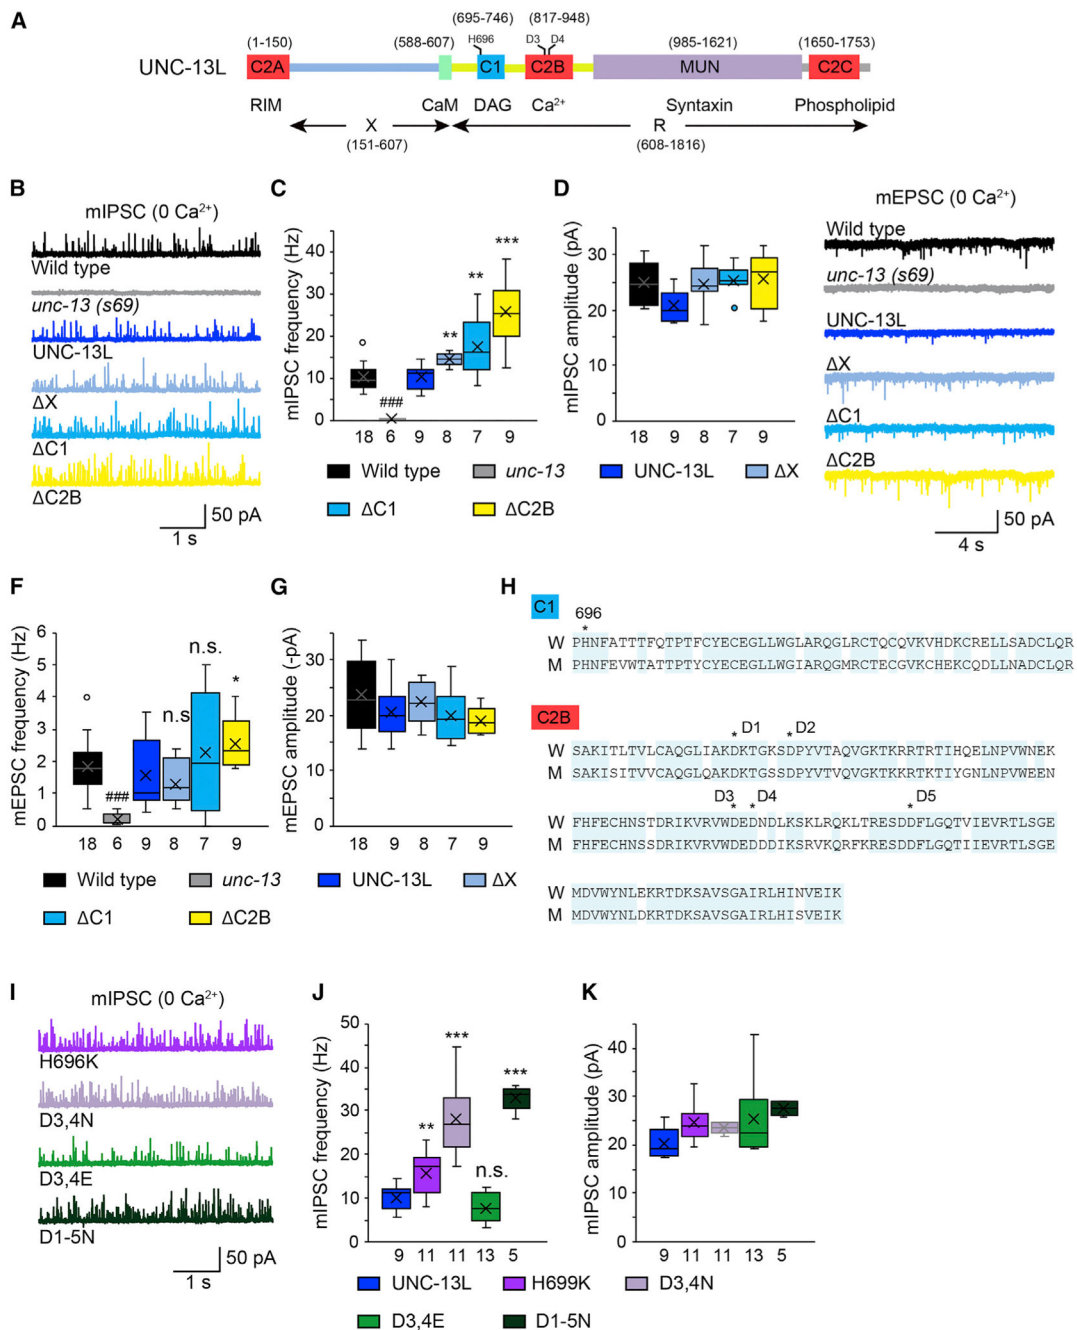 A
(695-746) (817-948)
(1-150) (588-607) H696 D3 D4 (985-1621) (1650-1753)
UNC-13L C2A C1 C2B MUN C2C
RIM CaM DAG Ca²⁺ Syntaxin Phospholipid
X R
(151-607) (608-1816)
B
mIPSC (0 Ca²⁺)
Wild type
unc-13 (s69)
UNC-13L
ΔX
ΔC1
ΔC2B
50 pA
1 s
C
mIPSC frequency (Hz)
40
30
20
10
0
###
**
**
***
18 6 9 8 7 9
Wild type unc-13 UNC-13L ΔX
ΔC1 ΔC2B
D
mIPSC amplitude (pA)
30
20
10
0
18 9 8 7 9
mEPSC (0 Ca²⁺)
Wild type
unc-13 (s69)
UNC-13L
ΔX
ΔC1
ΔC2B
50 pA
4 s
F
mEPSC frequency (Hz)
6
5
4
3
2
1
0
###
n.s
n.s.
*
18 6 9 8 7 9
Wild type unc-13 UNC-13L ΔX
ΔC1 ΔC2B
G
mEPSC amplitude (-pA)
30
20
10
0
18 9 8 7 9
H
C1
696
*
W PHNFATTTFQTPTFCYECEGLLWGLARQGLRCTQCQVKVHDKCRELLSADCLQR
M PHNFEVWTATTPTYCYECEGLLWGIARQGMRCTECGVKCHEKCQDLLNADCLQR
C2B
* D1 * D2
W SAKITLTVLCAQGLIAKDKTGKSDPYVTAQVGKTKRRTRTIHQELNPVWNEK
M SAKISITVVCAQGLQAKDKTGSSDPYVTVQVGKTKKRTKTIYGNLNPVWEEN
D3 * * D4 * D5
W FHFECHNSTDRIKVRVWDEDNDLKSKLRQKLTRESDDFLGQTVIEVRTLSGE
M FHFECHNSSDRIKVRVWDEDDDIKSRVKQRFKRESDDFLGQTIIEVRTLSGE
W MDVWYNLEKRTDKSAVSGAIRLHINVEIK
M MDVWYNLDKRTDKSAVSGAIRLHISVEIK
I
mIPSC (0 Ca²⁺)
H696K
D3,4N
D3,4E
D1-5N
50 pA
1 s
J
mIPSC frequency (Hz)
50
40
30
20
10
0
**
***
n.s.
***
9 11 11 13 5
UNC-13L H699K D3,4N
D3,4E D1-5N
K
mIPSC amplitude (pA)
40
30
20
10
0
9 11 11 13 5